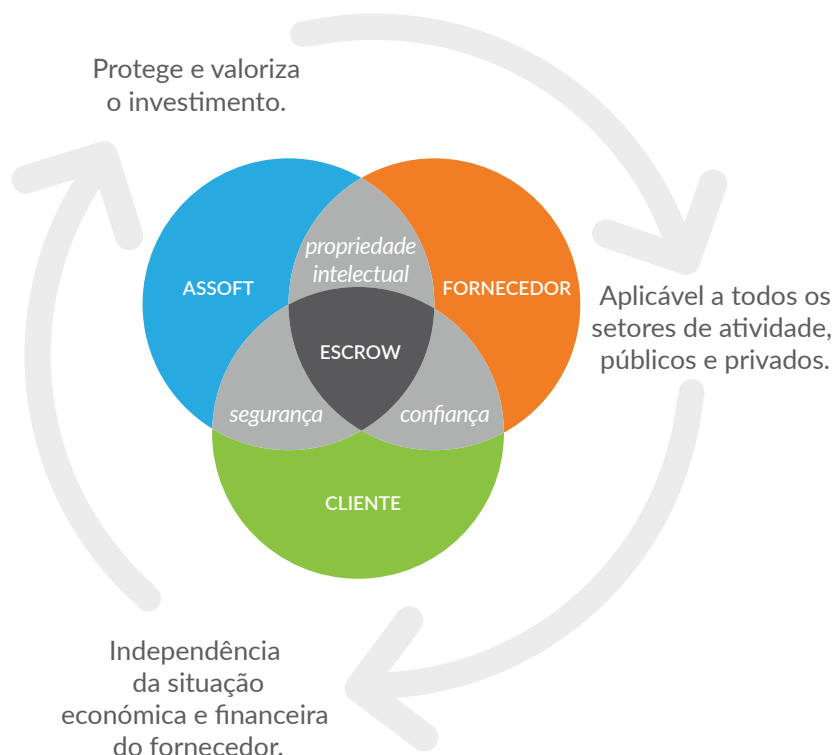 Protege e valoriza
o investimento.
propriedade
intelectual
ASSOFT
FORNECEDOR
Aplicável a todos os
setores de atividade,
públicos e privados.
ESCROW
segurança
confiança
CLIENTE
Independência
da situação
económica e financeira
do fornecedor.